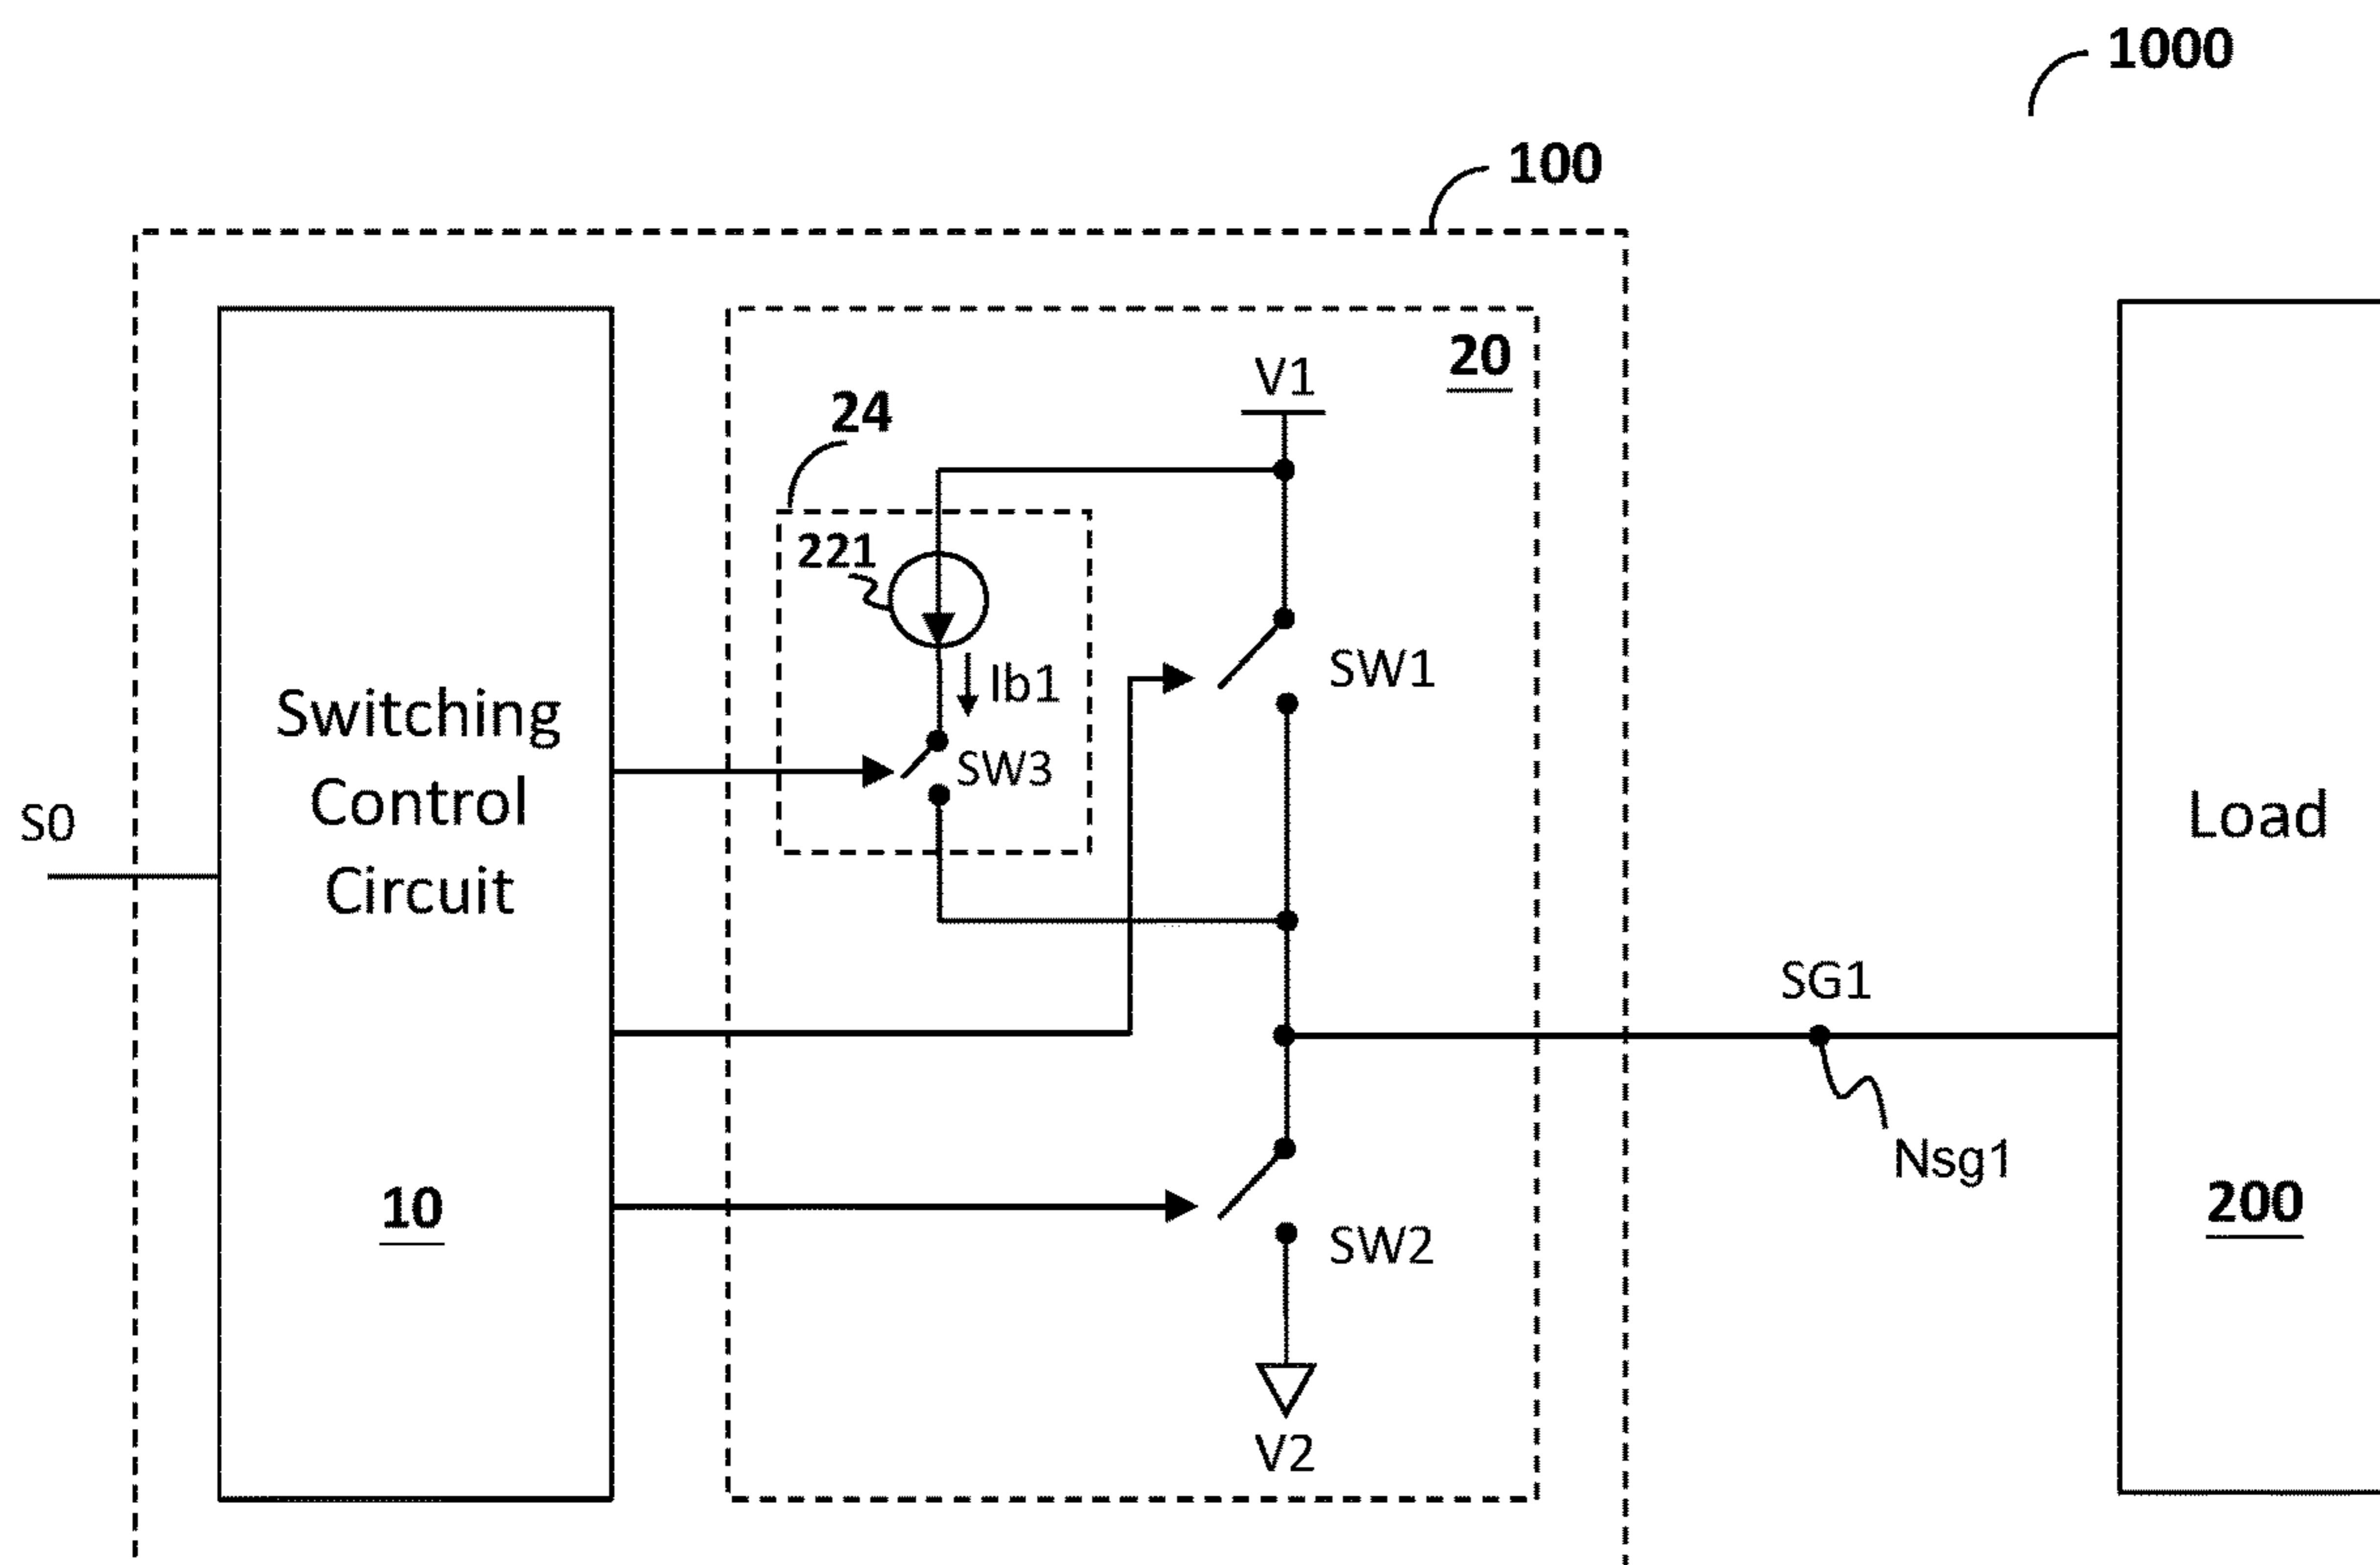 1000
100
20
V1
24
221
Ib1
SW1
SW3
Switching
Control
Circuit
S0
Load
SG1
Nsg1
10
200
SW2
V2